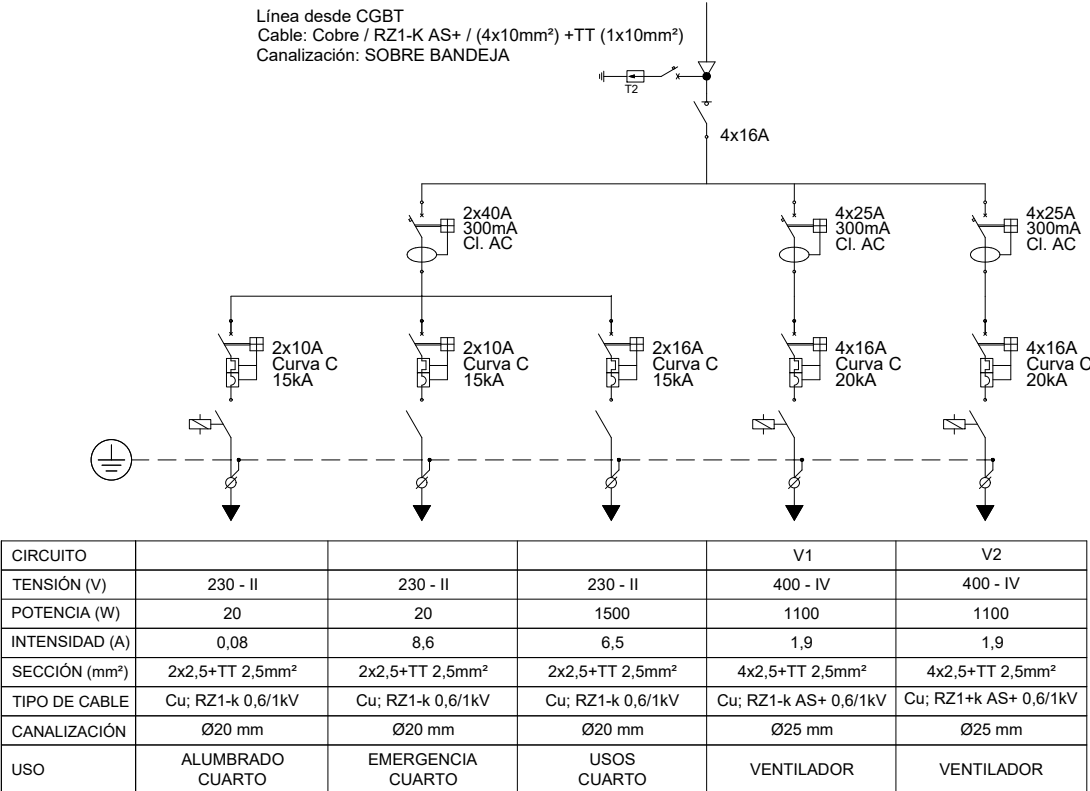 Línea desde CGBT
Cable: Cobre / RZ1-K AS+ / (4x10mm²) +TT (1x10mm²)
Canalización: SOBRE BANDEJA
T2
4x16A
2x40A
300mA
Cl. AC
4x25A
300mA
Cl. AC
4x25A
300mA
Cl. AC
2x10A
Curva C
15kA
2x10A
Curva C
15kA
2x16A
Curva C
15kA
4x16A
Curva C
20kA
4x16A
Curva C
20kA
CIRCUITO V1 V2
TENSIÓN (V) 230 - II 230 - II 230 - II 400 - IV 400 - IV
POTENCIA (W) 20 20 1500 1100 1100
INTENSIDAD (A) 0,08 8,6 6,5 1,9 1,9
SECCIÓN (mm²) 2x2,5+TT 2,5mm² 2x2,5+TT 2,5mm² 2x2,5+TT 2,5mm² 4x2,5+TT 2,5mm² 4x2,5+TT 2,5mm²
TIPO DE CABLE Cu; RZ1-k 0,6/1kV Cu; RZ1-k 0,6/1kV Cu; RZ1-k 0,6/1kV Cu; RZ1-k AS+ 0,6/1kV Cu; RZ1+k AS+ 0,6/1kV
CANALIZACIÓN Ø20 mm Ø20 mm Ø20 mm Ø25 mm Ø25 mm
USO ALUMBRADO CUARTO EMERGENCIA CUARTO USOS CUARTO VENTILADOR VENTILADOR